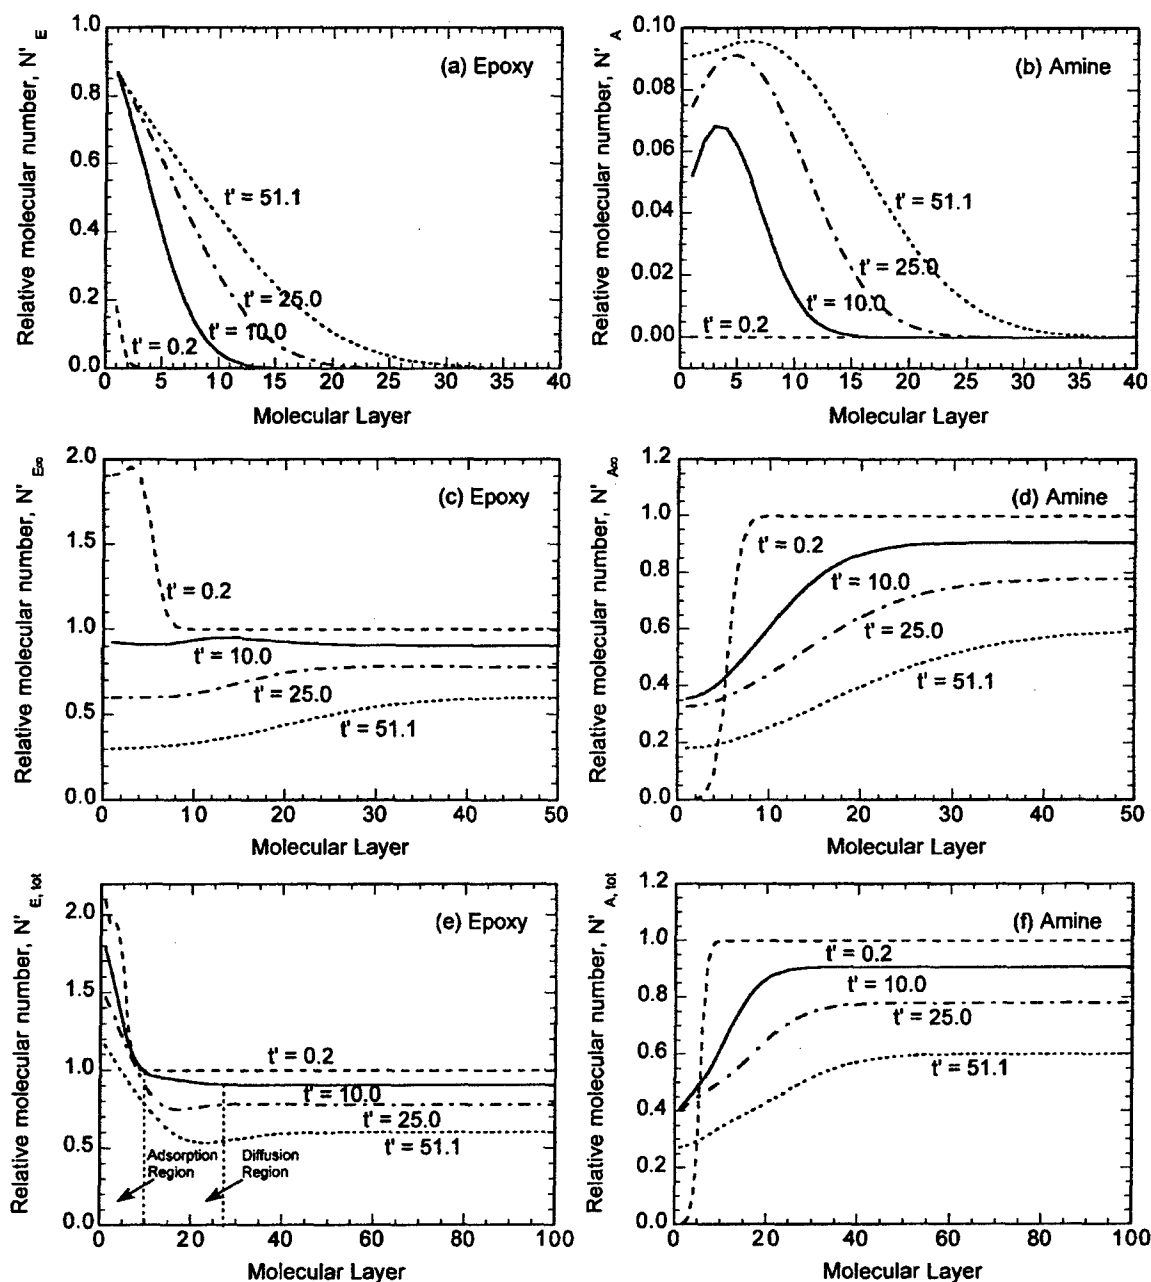 Relative molecular number, N'E
1.0
0.8
0.6
0.4
0.2
0.0
(a) Epoxy
t' = 51.1
t' = 25.0
t' = 10.0
t' = 0.2
0 5 10 15 20 25 30 35 40
Molecular Layer
Relative molecular number, N'A
0.10
0.08
0.06
0.04
0.02
0.00
(b) Amine
t' = 51.1
t' = 25.0
t' = 10.0
t' = 0.2
0 5 10 15 20 25 30 35 40
Molecular Layer
Relative molecular number, N'E∞
2.0
1.5
1.0
0.5
0.0
(c) Epoxy
t' = 0.2
t' = 10.0
t' = 25.0
t' = 51.1
0 10 20 30 40 50
Molecular Layer
Relative molecular number, N'A∞
1.2
1.0
0.8
0.6
0.4
0.2
0.0
(d) Amine
t' = 0.2
t' = 10.0
t' = 25.0
t' = 51.1
0 10 20 30 40 50
Molecular Layer
Relative molecular number, N'E, tot
2.0
1.5
1.0
0.5
0.0
(e) Epoxy
t' = 0.2
t' = 10.0
t' = 25.0
t' = 51.1
Adsorption
Region
Diffusion
Region
0 20 40 60 80 100
Molecular Layer
Relative molecular number, N'A, tot
1.2
1.0
0.8
0.6
0.4
0.2
0.0
(f) Amine
t' = 0.2
t' = 10.0
t' = 25.0
t' = 51.1
0 20 40 60 80 100
Molecular Layer